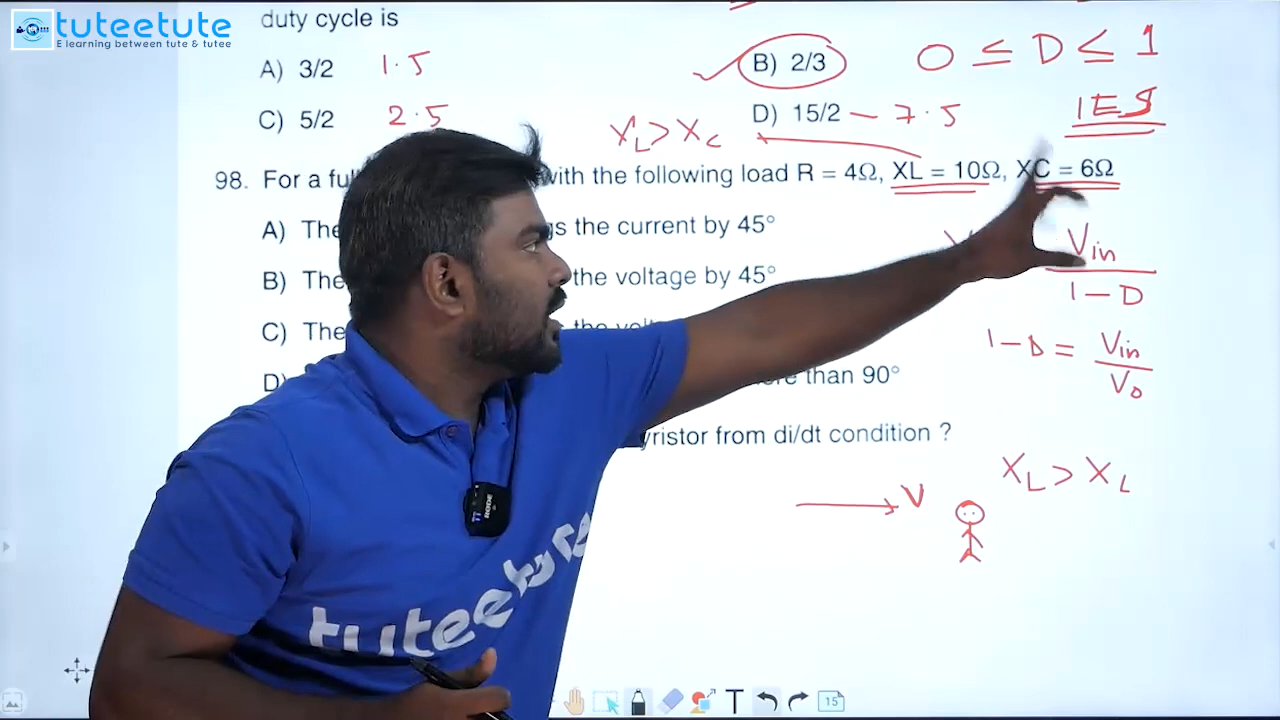 tuteetute
E learning between tute & tutee
duty cycle is
A) 3/2 1.5
B) 2/3
0 ≤ D ≤ 1
C) 5/2 2.5
D) 15/2 — 7.5
IES
XL > XC
98. For a with the following load R = 4Ω, XL = 10Ω, XC = 6Ω
A) The the current by 45°
B) The the voltage by 45°
C) The the
D) than 90°
from di/dt condition ?
Vin
1 – D
1 – D = Vin
V0
XL > XL
V
RODE
tuteetute
T
15